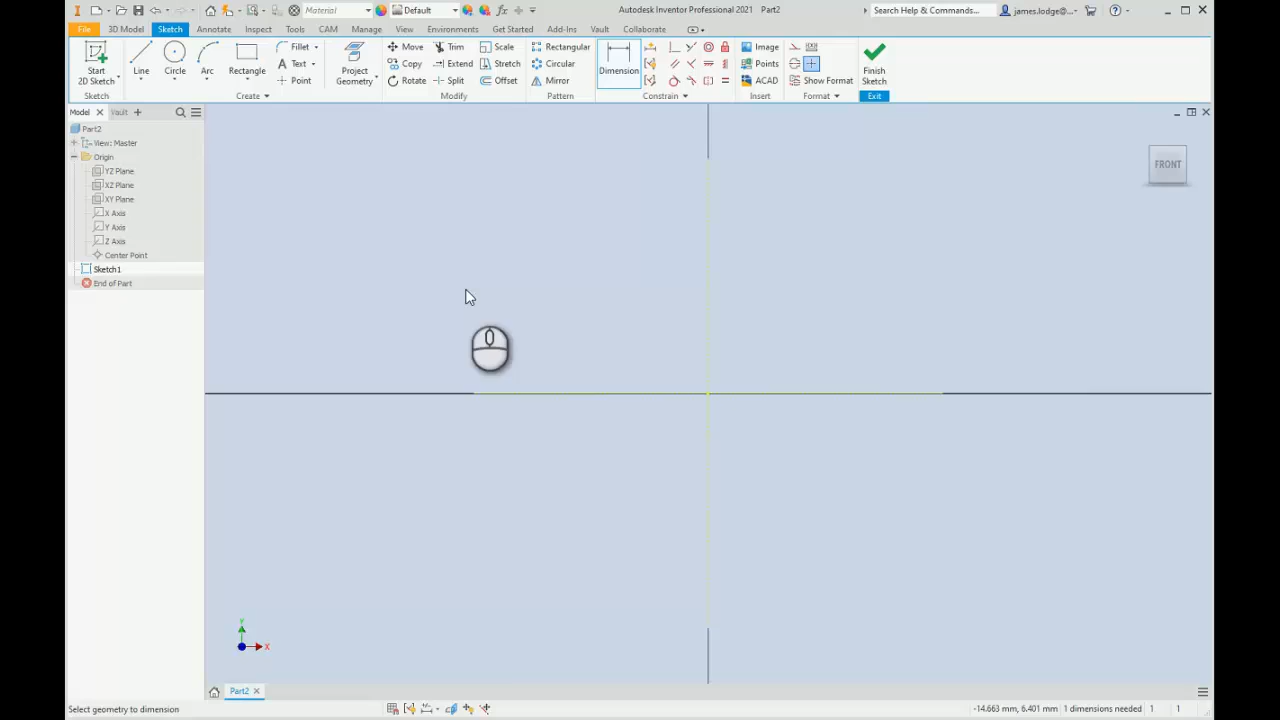 Material
Default
Autodesk Inventor Professional 2021 Part2
Search Help & Commands...
james.lodge@...
File 3D Model Sketch Annotate Inspect Tools CAM Manage View Environments Get Started Add-Ins Vault Collaborate
Start
2D Sketch
Line
Circle
Arc
Rectangle
Fillet
Text
Point
Project
Geometry
Move
Copy
Rotate
Trim
Extend
Split
Scale
Stretch
Offset
Rectangular
Circular
Mirror
Dimension
Image
Points
ACAD
Show Format
Finish
Sketch
Sketch Create Modify Pattern Constrain Insert Format Exit
Model Vault
Part2
View: Master
Origin
YZ Plane
XZ Plane
XY Plane
X Axis
Y Axis
Z Axis
Center Point
Sketch1
End of Part
FRONT
Y
X
Part2
Select geometry to dimension
-14.663 mm, 6.401 mm 1 dimensions needed 1 1